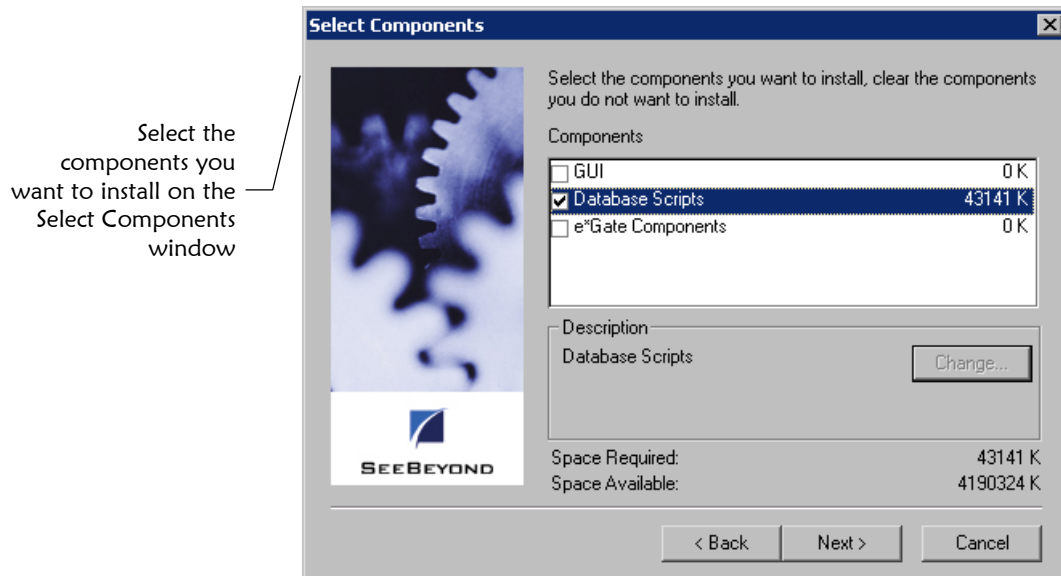 Select Components
Select the
components you
want to install on the
Select Components
window
Select the components you want to install, clear the components
you do not want to install.
Components
GUI 0 K
Database Scripts 43141 K
e*Gate Components 0 K
Description
Database Scripts
Change...
SEEBEYOND
Space Required: 43141 K
Space Available: 4190324 K
< Back Next > Cancel